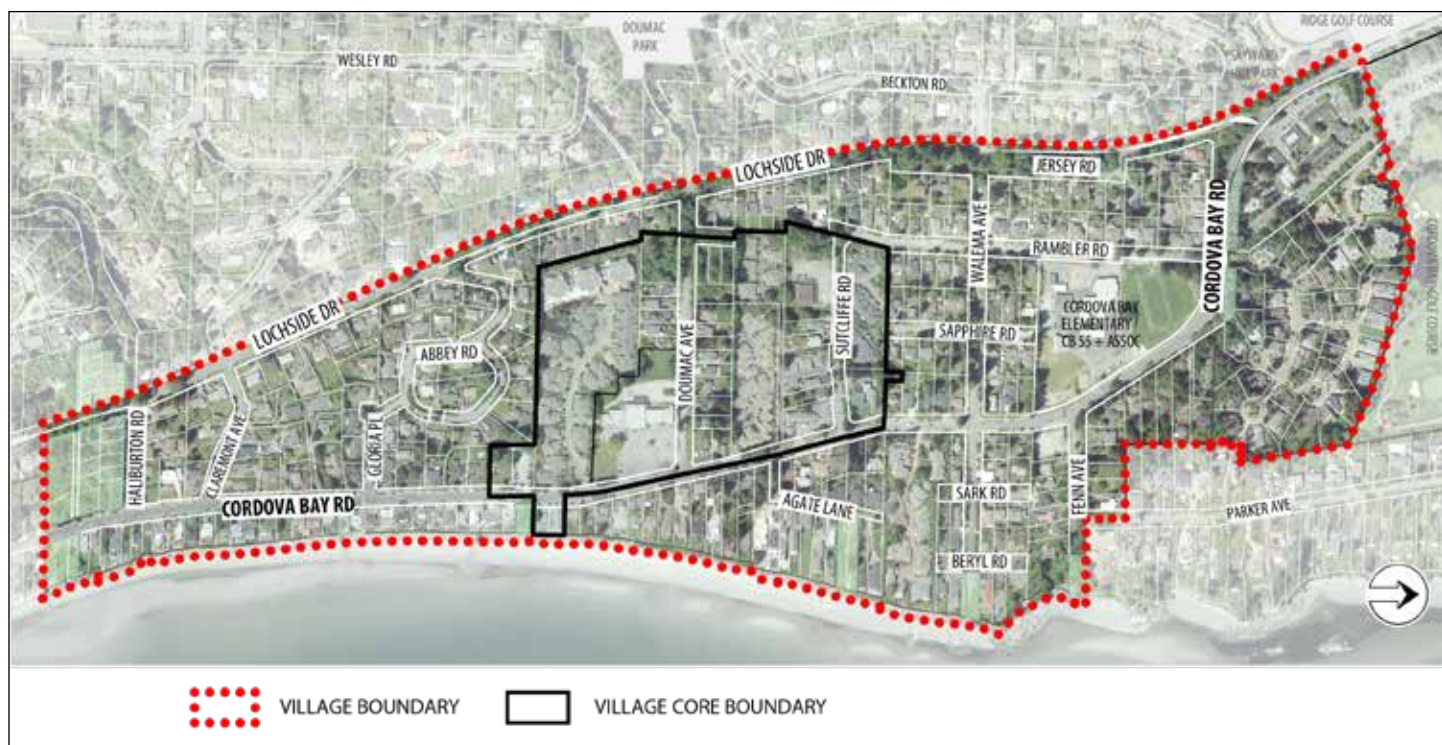 DOUMAC
PARK
RIDGE GOLF COURSE
WESLEY RD
BECKTON RD
LOCHSIDE DR
JERSEY RD
CORDOVA BAY RD
WALEMA AVE
RAMBLER RD
SUTCLIFFE RD
LOCHSIDE DR
CORDOVA BAY
ELEMENTARY
CB 55 + ASSOC
SAPPHIRE RD
DOUMAC AVE
ABBEY RD
HALIBURTON RD
CLAREMONT AVE
GLORIA PL
CORDOVA BAY RD
AGATE LANE
SARK RD
FENN AVE
PARKER AVE
BERYL RD
VILLAGE BOUNDARY
VILLAGE CORE BOUNDARY